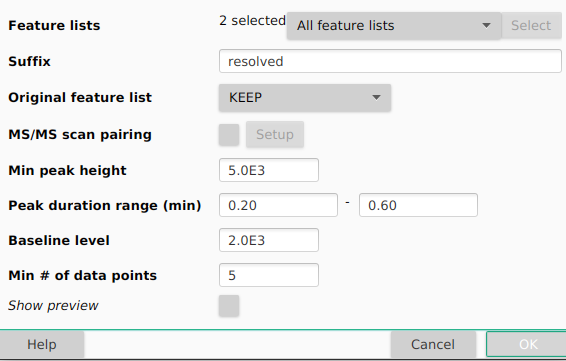 Feature lists 2 selected All feature lists Select
Suffix resolved
Original feature list KEEP
MS/MS scan pairing Setup
Min peak height 5.0E3
Peak duration range (min) 0.20 - 0.60
Baseline level 2.0E3
Min # of data points 5
Show preview
Help Cancel OK